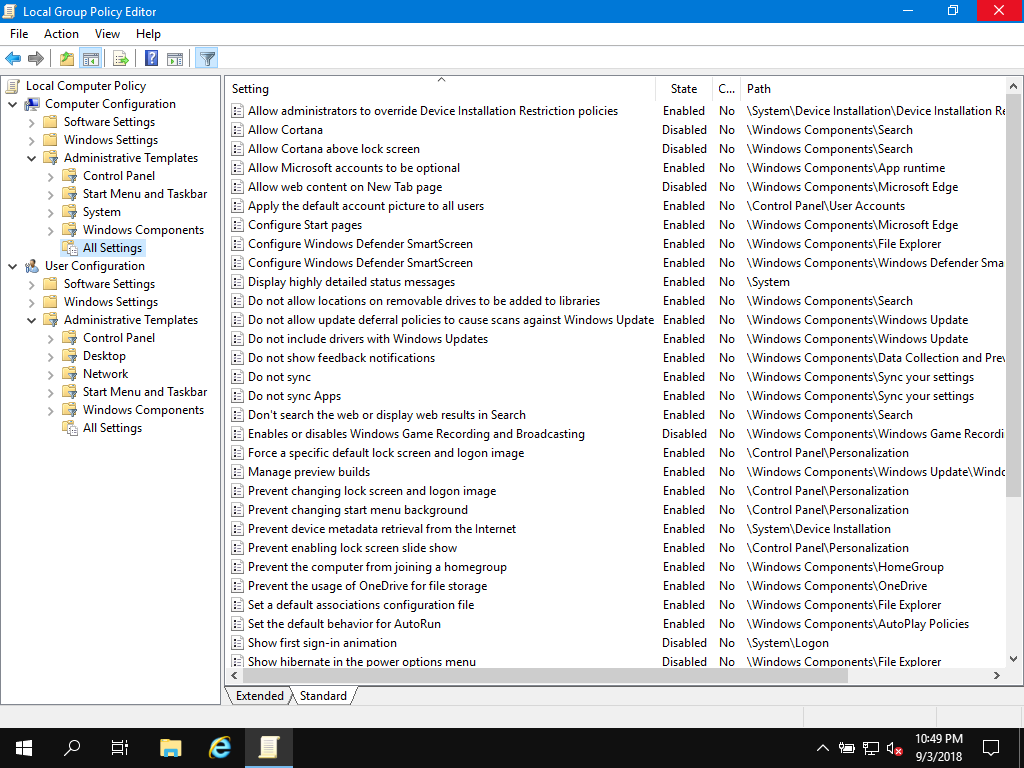 Local Group Policy Editor
File Action View Help
Local Computer Policy
Computer Configuration
Software Settings
Windows Settings
Administrative Templates
Control Panel
Start Menu and Taskbar
System
Windows Components
All Settings
User Configuration
Software Settings
Windows Settings
Administrative Templates
Control Panel
Desktop
Network
Start Menu and Taskbar
Windows Components
All Settings
Setting State C... Path
Allow administrators to override Device Installation Restriction policies Enabled No \System\Device Installation\Device Installation Re
Allow Cortana Disabled No \Windows Components\Search
Allow Cortana above lock screen Disabled No \Windows Components\Search
Allow Microsoft accounts to be optional Enabled No \Windows Components\App runtime
Allow web content on New Tab page Disabled No \Windows Components\Microsoft Edge
Apply the default account picture to all users Enabled No \Control Panel\User Accounts
Configure Start pages Enabled No \Windows Components\Microsoft Edge
Configure Windows Defender SmartScreen Enabled No \Windows Components\File Explorer
Configure Windows Defender SmartScreen Enabled No \Windows Components\Windows Defender Sma
Display highly detailed status messages Enabled No \System
Do not allow locations on removable drives to be added to libraries Enabled No \Windows Components\Search
Do not allow update deferral policies to cause scans against Windows Update Enabled No \Windows Components\Windows Update
Do not include drivers with Windows Updates Enabled No \Windows Components\Windows Update
Do not show feedback notifications Enabled No \Windows Components\Data Collection and Prev
Do not sync Enabled No \Windows Components\Sync your settings
Do not sync Apps Enabled No \Windows Components\Sync your settings
Don't search the web or display web results in Search Enabled No \Windows Components\Search
Enables or disables Windows Game Recording and Broadcasting Disabled No \Windows Components\Windows Game Recordi
Force a specific default lock screen and logon image Enabled No \Control Panel\Personalization
Manage preview builds Enabled No \Windows Components\Windows Update\Windo
Prevent changing lock screen and logon image Enabled No \Control Panel\Personalization
Prevent changing start menu background Enabled No \Control Panel\Personalization
Prevent device metadata retrieval from the Internet Enabled No \System\Device Installation
Prevent enabling lock screen slide show Enabled No \Control Panel\Personalization
Prevent the computer from joining a homegroup Enabled No \Windows Components\HomeGroup
Prevent the usage of OneDrive for file storage Enabled No \Windows Components\OneDrive
Set a default associations configuration file Enabled No \Windows Components\File Explorer
Set the default behavior for AutoRun Enabled No \Windows Components\AutoPlay Policies
Show first sign-in animation Disabled No \System\Logon
Show hibernate in the power options menu Disabled No \Windows Components\File Explorer
Extended Standard
10:49 PM
9/3/2018